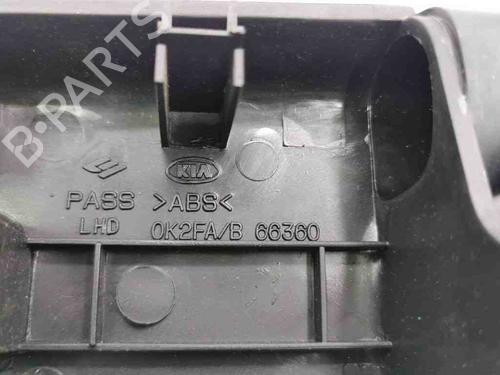 B-PARTS
KIA
PASS >ABS<
LHD 0K2FA/B 66360